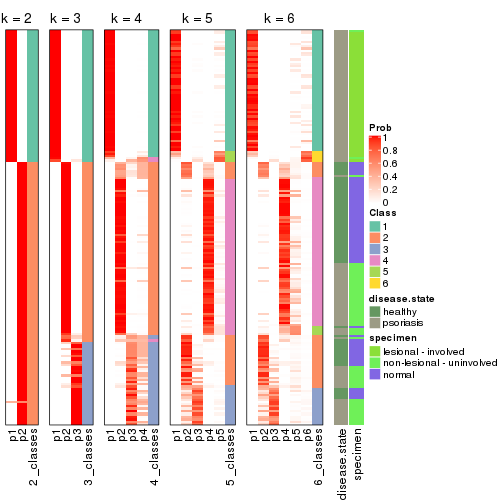 k = 2 k = 3 k = 4 k = 5 k = 6
Prob
1
0.8
0.6
0.4
0.2
0
Class
1
2
3
4
5
6
disease.state
healthy
psoriasis
specimen
lesional - involved
non-lesional - uninvolved
normal
p1 p2 2_classes p1 p2 p3 3_classes p1 p2 p3 p4 4_classes p1 p2 p3 p4 p5 5_classes p1 p2 p3 p4 p5 p6 6_classes disease.state specimen